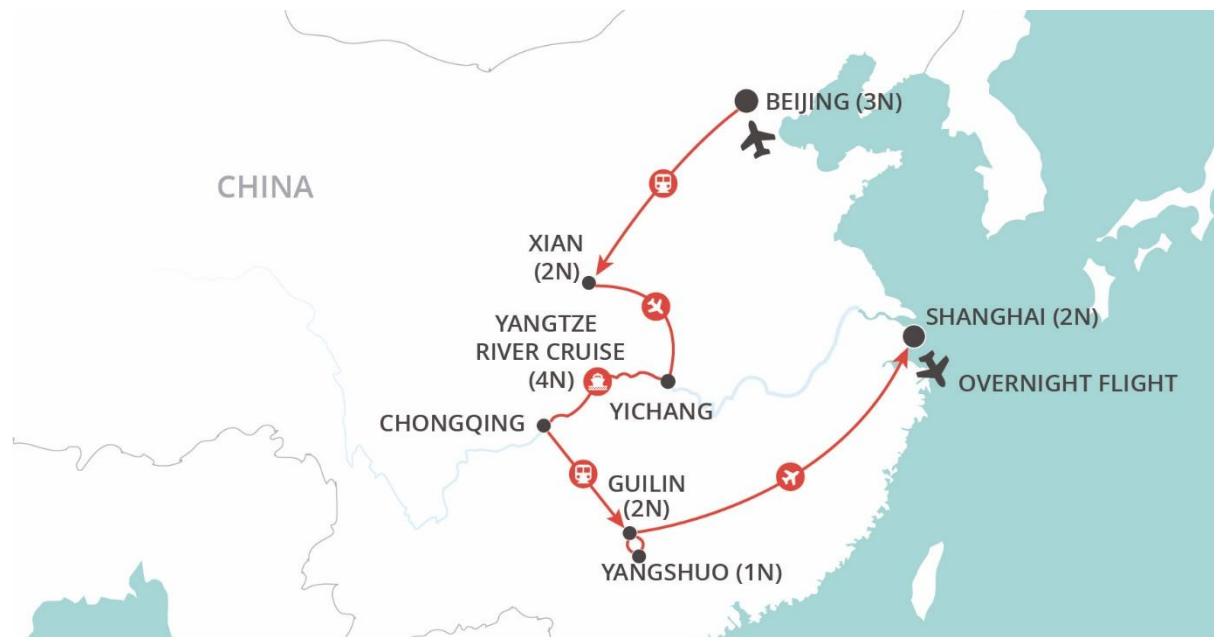 BEIJING (3N)
CHINA
XIAN
(2N)
YANGTZE
RIVER CRUISE
(4N)
SHANGHAI (2N)
OVERNIGHT FLIGHT
YICHANG
CHONGQING
GUILIN
(2N)
YANGSHUO (1N)